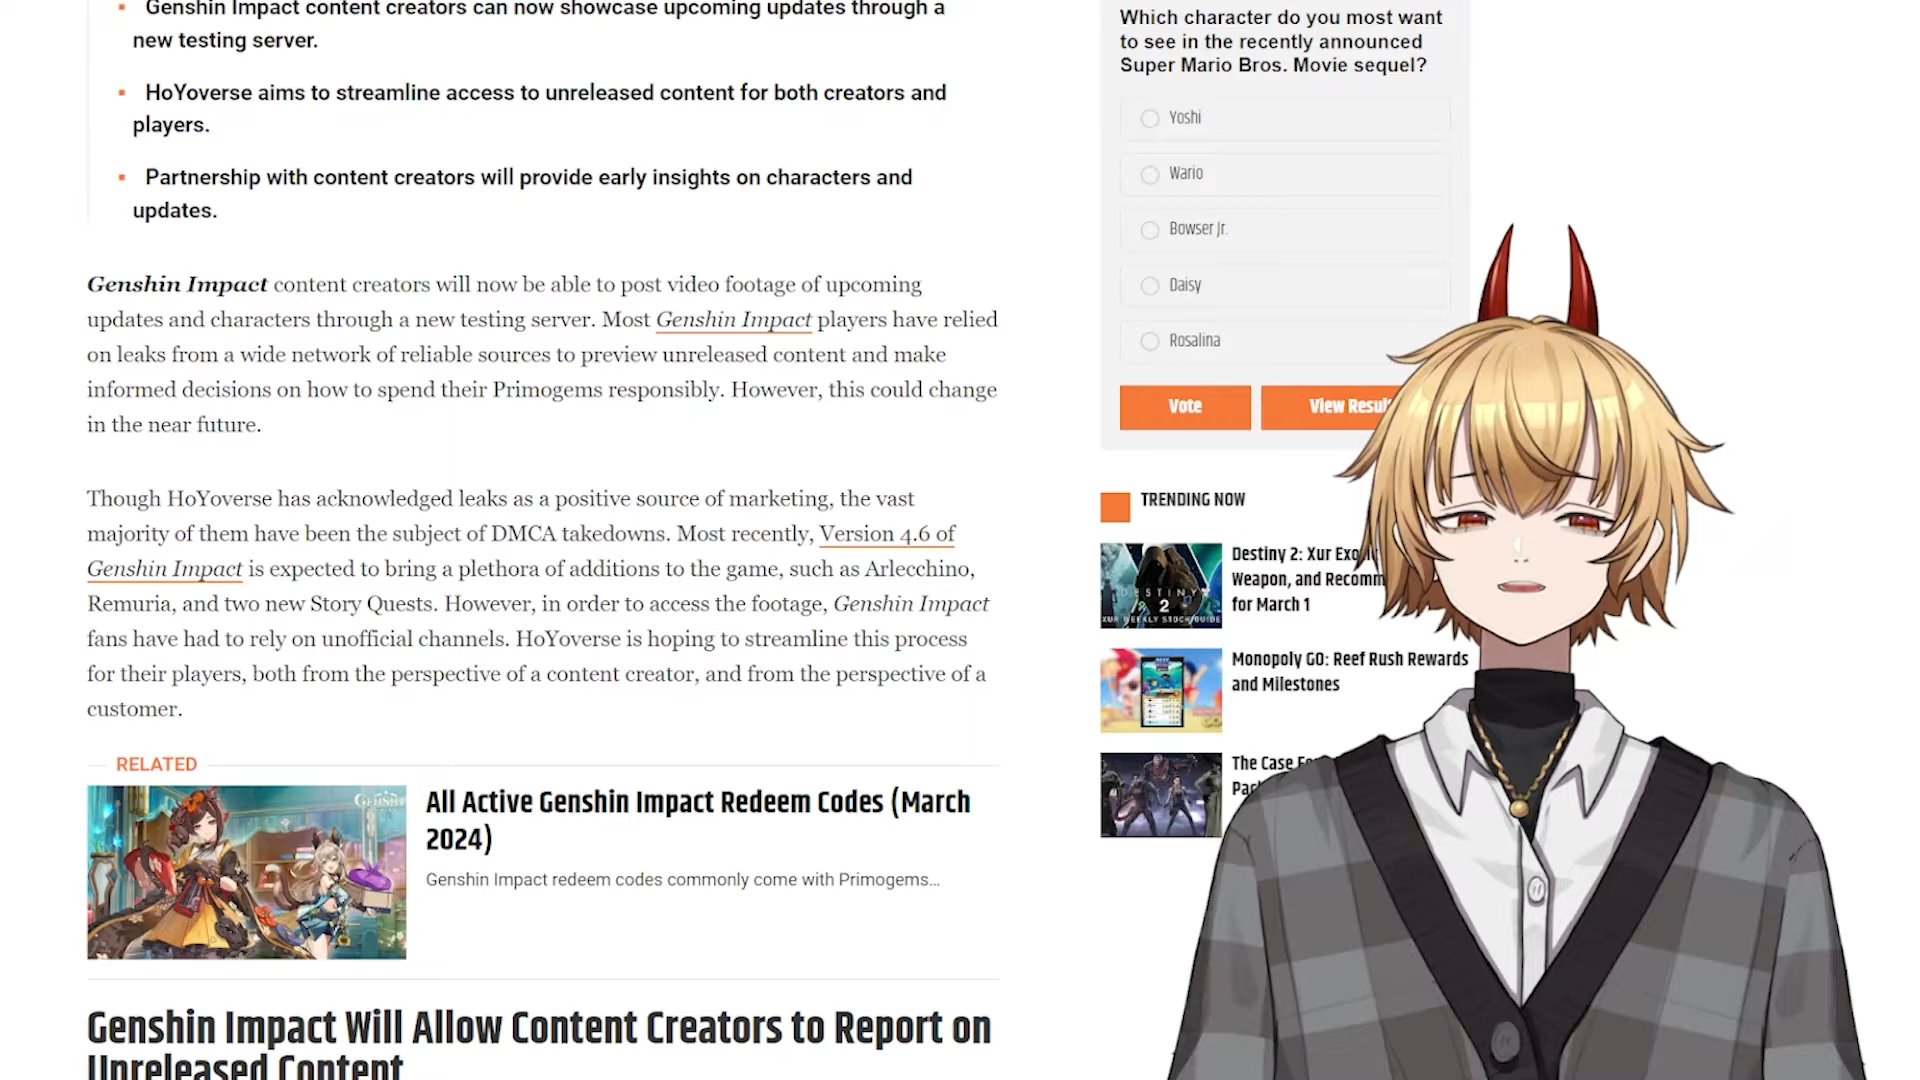 Genshin Impact content creators can now showcase upcoming updates through a
new testing server.
HoYoverse aims to streamline access to unreleased content for both creators and
players.
Partnership with content creators will provide early insights on characters and
updates.
Genshin Impact content creators will now be able to post video footage of upcoming
updates and characters through a new testing server. Most Genshin Impact players have relied
on leaks from a wide network of reliable sources to preview unreleased content and make
informed decisions on how to spend their Primogems responsibly. However, this could change
in the near future.
Though HoYoverse has acknowledged leaks as a positive source of marketing, the vast
majority of them have been the subject of DMCA takedowns. Most recently, Version 4.6 of
Genshin Impact is expected to bring a plethora of additions to the game, such as Arlecchino,
Remuria, and two new Story Quests. However, in order to access the footage, Genshin Impact
fans have had to rely on unofficial channels. HoYoverse is hoping to streamline this process
for their players, both from the perspective of a content creator, and from the perspective of a
customer.
RELATED
GENSHIN
All Active Genshin Impact Redeem Codes (March
2024)
Genshin Impact redeem codes commonly come with Primogems...
Genshin Impact Will Allow Content Creators to Report on
Unreleased Content
Which character do you most want
to see in the recently announced
Super Mario Bros. Movie sequel?
Yoshi
Wario
Bowser Jr.
Daisy
Rosalina
Vote
View
TRENDING NOW
DESTINY
2
XUR WEEKLY STOCK GUIDE
Destiny 2: Xur
Weapon, and
for March 1
Monopoly GO: Reef Rush Rewards
and Milestones
The Case